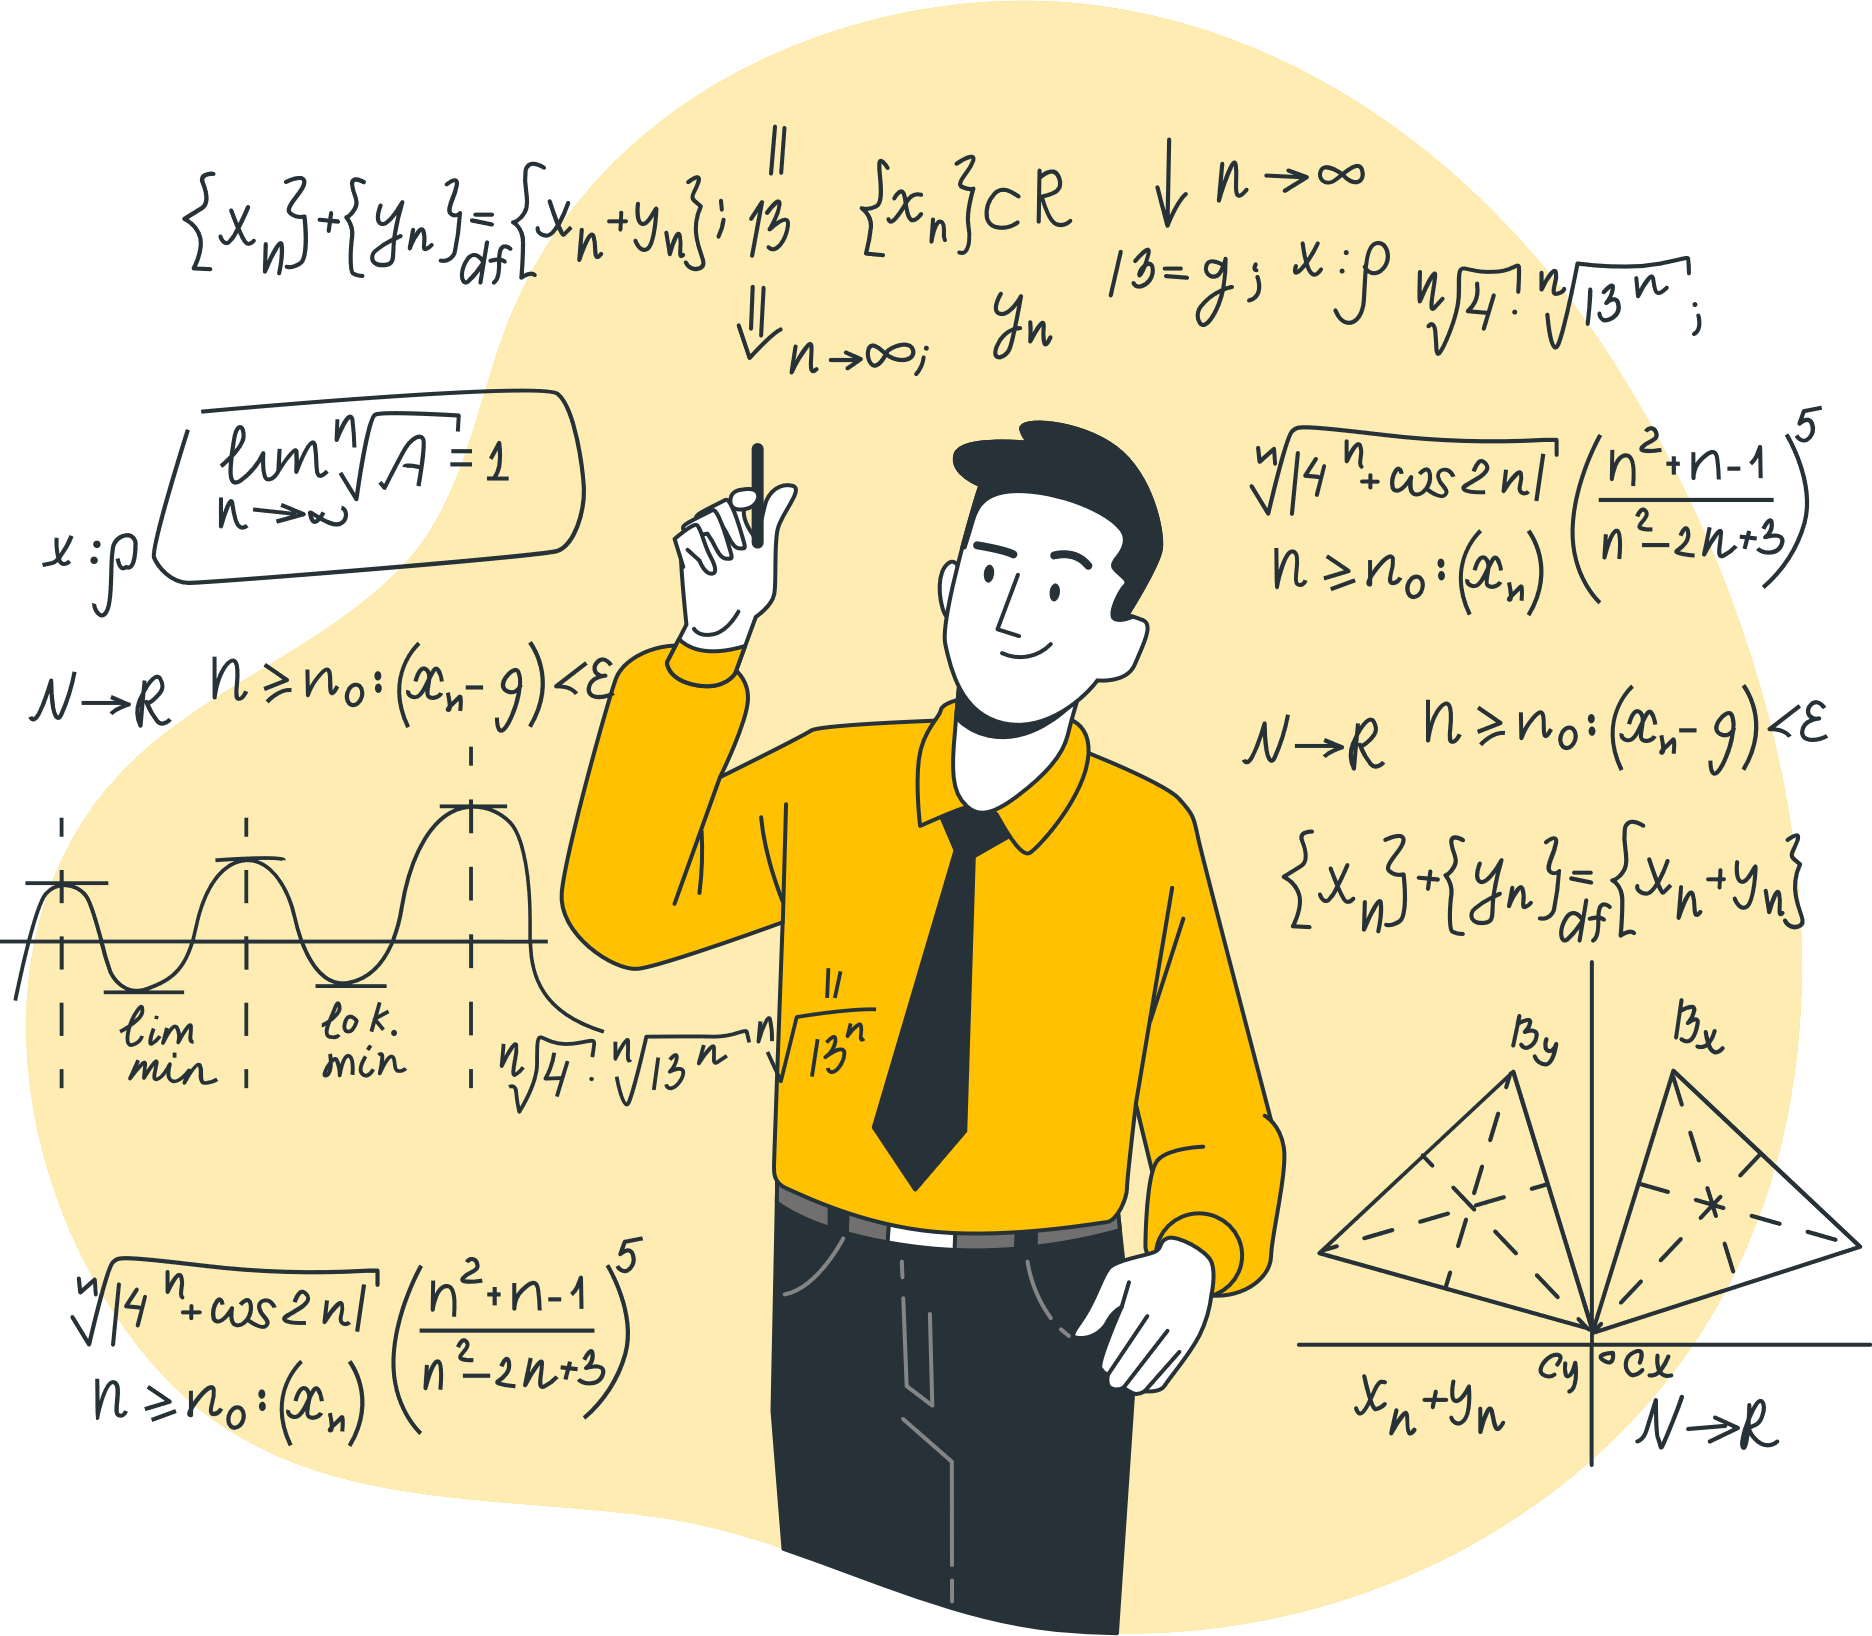 {xₙ}+{yₙ}=df{xₙ+yₙ}; 13
{xₙ}⊂R
↓ n→∞
13=g; x:ρ ⁿ√4! ⁿ√13ⁿ;
⇓ n→∞;
yₙ
lim ⁿ√A=1
n→∞
x:ρ
N→R n≥n₀:(xₙ-g)<ε
ⁿ√|4ⁿ+cos2n| (n²+n-1 / n²-2n+3)⁵
n≥n₀:(xₙ)
N→R n≥n₀:(xₙ-g)<ε
{xₙ}+{yₙ}=df{xₙ+yₙ}
lim min
lok. min
ⁿ√4! ⁿ√13ⁿ ⁿ√13ⁿ
By Bx
Cy Cx
xₙ+yₙ
N→R
ⁿ√|4ⁿ+cos2n| (n²+n-1 / n²-2n+3)⁵
n≥n₀:(xₙ)